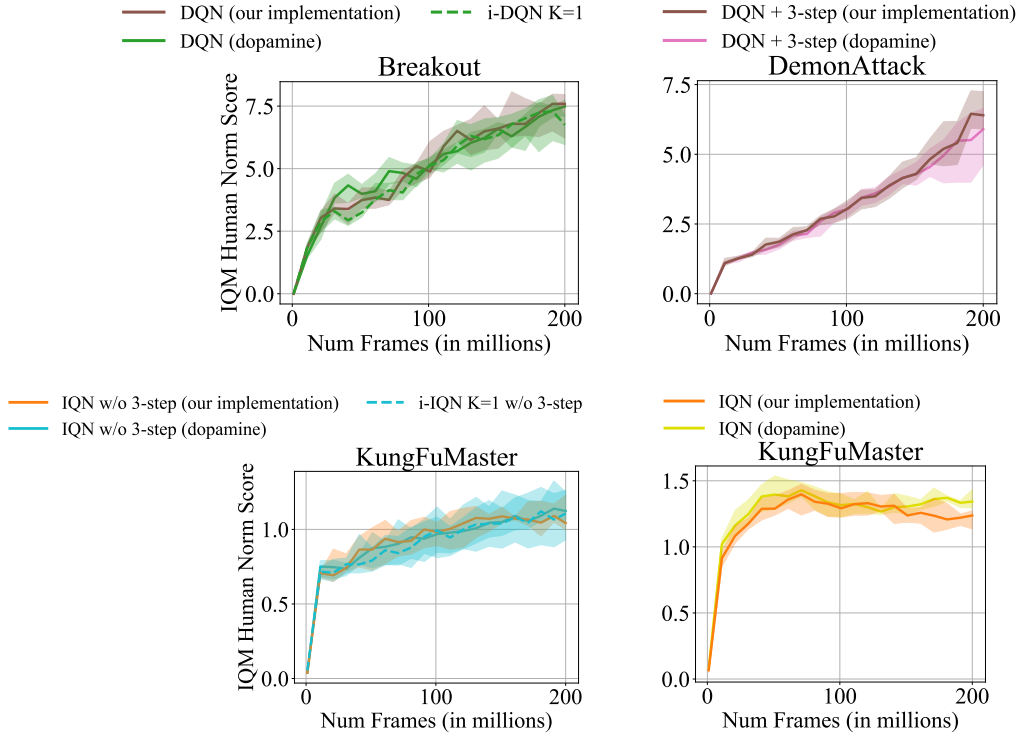 DQN (our implementation)
i-DQN K=1
DQN (dopamine)
Breakout
IQM Human Norm Score
7.5
5.0
2.5
0.0
0
100
200
Num Frames (in millions)
DQN + 3-step (our implementation)
DQN + 3-step (dopamine)
DemonAttack
7.5
5.0
2.5
0.0
0
100
200
Num Frames (in millions)
IQN w/o 3-step (our implementation)
i-IQN K=1 w/o 3-step
IQN w/o 3-step (dopamine)
KungFuMaster
IQM Human Norm Score
1.0
0.5
0.0
0
100
200
Num Frames (in millions)
IQN (our implementation)
IQN (dopamine)
KungFuMaster
1.5
1.0
0.5
0.0
0
100
200
Num Frames (in millions)